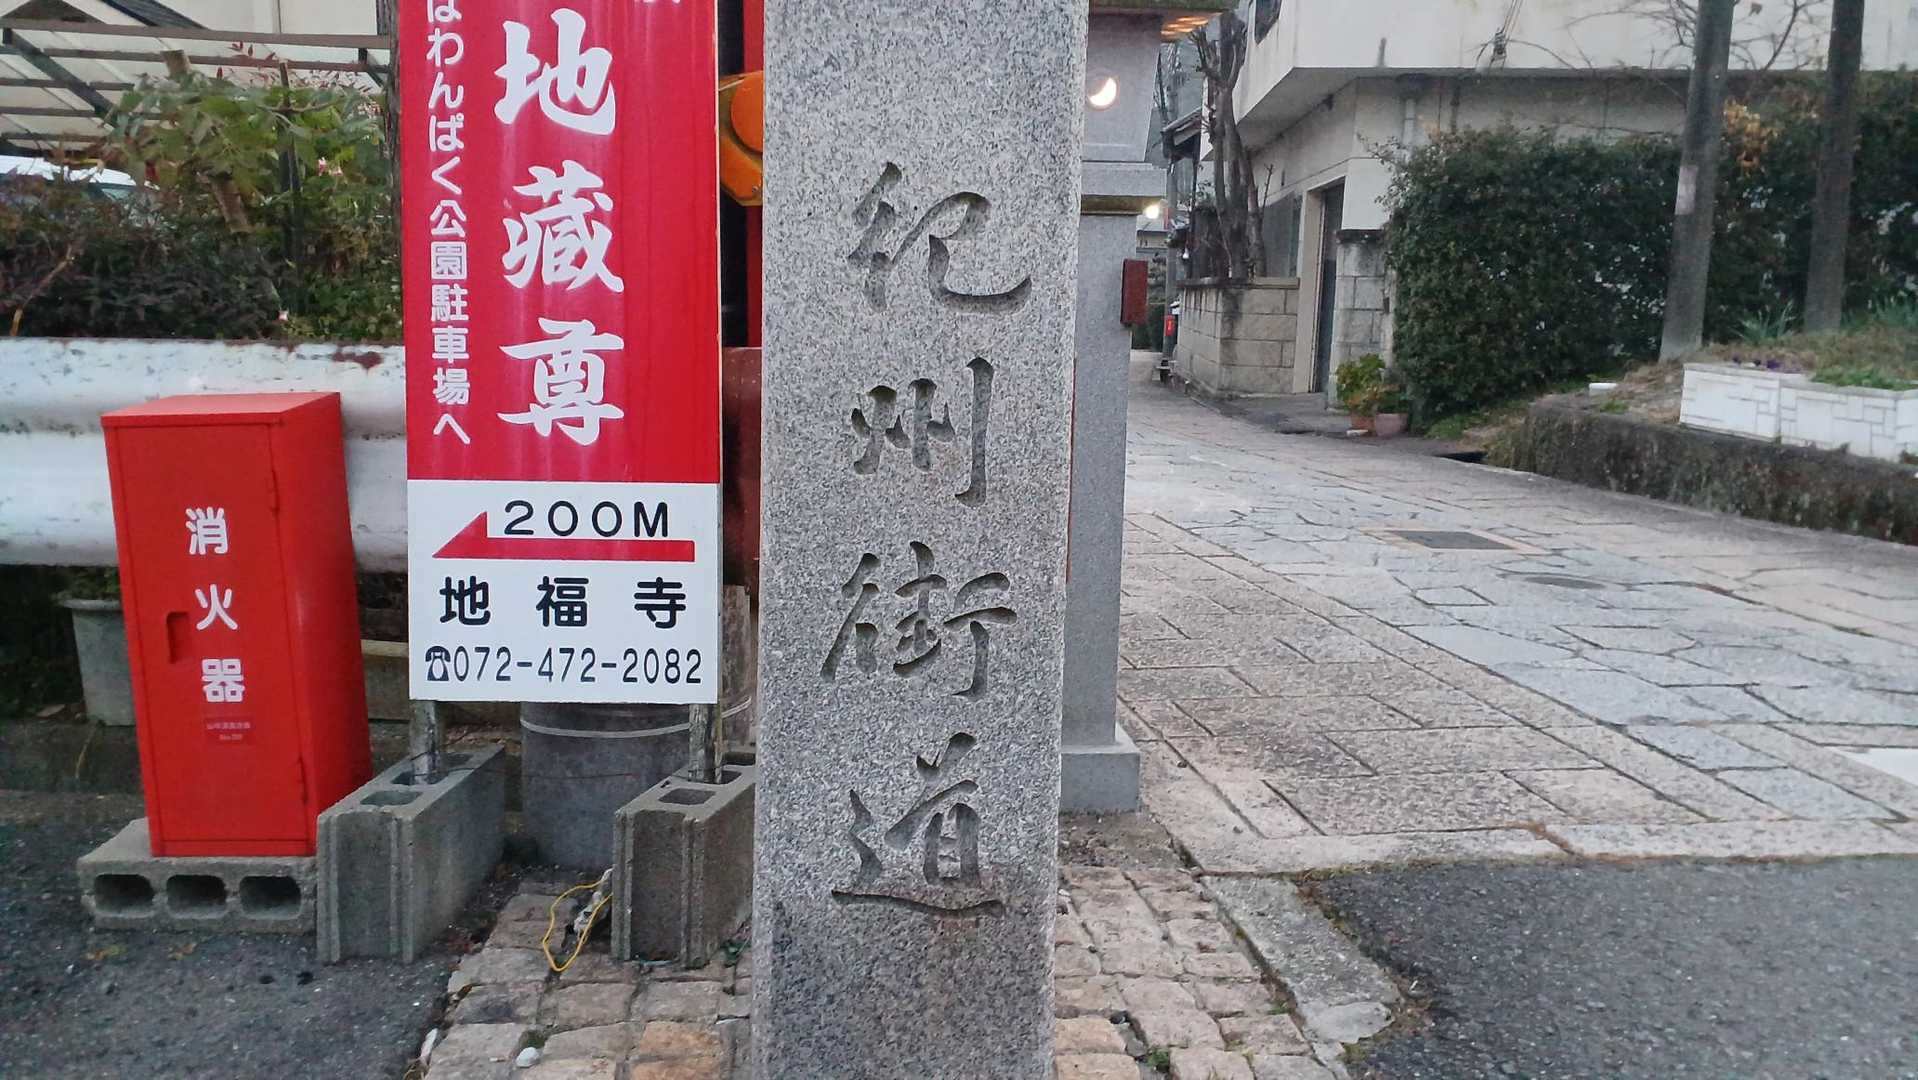 消火器
わんぱく公園駐車場へ
地蔵尊
200M
地福寺
☎072-472-2082
紀州街道